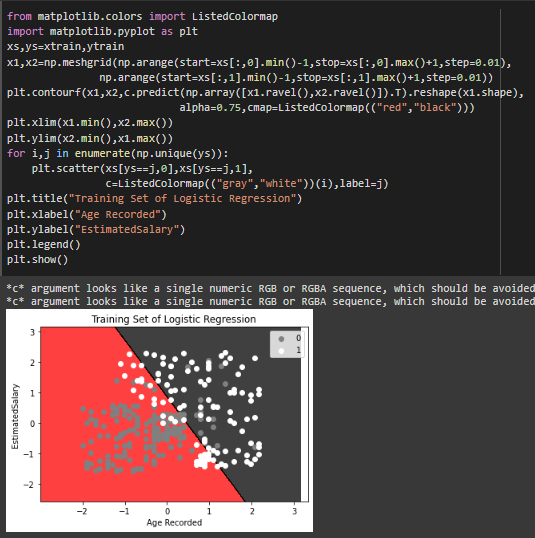 from matplotlib.colors import ListedColormap
import matplotlib.pyplot as plt
xs,ys=xtrain,ytrain
x1,x2=np.meshgrid(np.arange(start=xs[:,0].min()-1,stop=xs[:,0].max()+1,step=0.01),
np.arange(start=xs[:,1].min()-1,stop=xs[:,1].max()+1,step=0.01))
plt.contourf(x1,x2,c.predict(np.array([x1.ravel(),x2.ravel()]).T).reshape(x1.shape),
alpha=0.75,cmap=ListedColormap(("red","black")))
plt.xlim(x1.min(),x2.max())
plt.ylim(x2.min(),x1.max())
for i,j in enumerate(np.unique(ys)):
plt.scatter(xs[ys==j,0],xs[ys==j,1],
c=ListedColormap(("gray","white"))(i),label=j)
plt.title("Training Set of Logistic Regression")
plt.xlabel("Age Recorded")
plt.ylabel("EstimatedSalary")
plt.legend()
plt.show()
*c* argument looks like a single numeric RGB or RGBA sequence, which should be avoided
*c* argument looks like a single numeric RGB or RGBA sequence, which should be avoided
Training Set of Logistic Regression
0
1
3
2
1
0
−1
−2
EstimatedSalary
−2 −1 0 1 2 3
Age Recorded